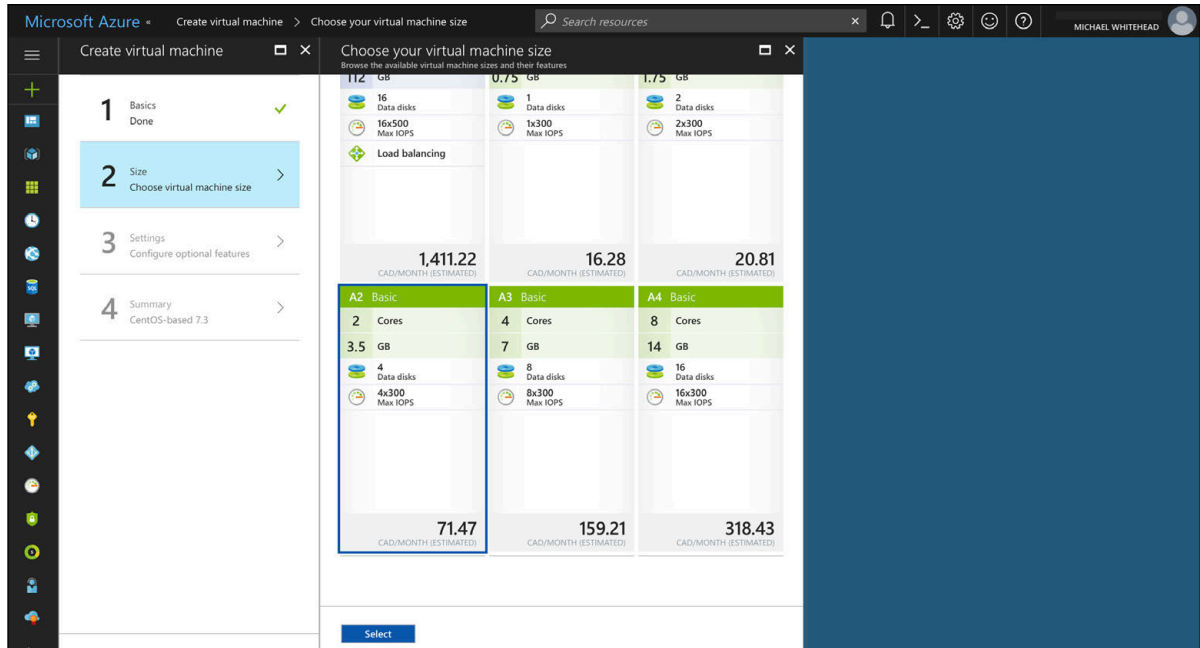 Microsoft Azure «
Create virtual machine > Choose your virtual machine size
Search resources
MICHAEL WHITEHEAD
Create virtual machine
1
Basics
Done
2
Size
Choose virtual machine size
3
Settings
Configure optional features
4
Summary
CentOS-based 7.3
Choose your virtual machine size
Browse the available virtual machine sizes and their features
112 GB
16
Data disks
16x500
Max IOPS
Load balancing
1,411.22
CAD/MONTH (ESTIMATED)
0.75 GB
1
Data disks
1x300
Max IOPS
16.28
CAD/MONTH (ESTIMATED)
1.75 GB
2
Data disks
2x300
Max IOPS
20.81
CAD/MONTH (ESTIMATED)
A2 Basic
2 Cores
3.5 GB
4
Data disks
4x300
Max IOPS
71.47
CAD/MONTH (ESTIMATED)
A3 Basic
4 Cores
7 GB
8
Data disks
8x300
Max IOPS
159.21
CAD/MONTH (ESTIMATED)
A4 Basic
8 Cores
14 GB
16
Data disks
16x300
Max IOPS
318.43
CAD/MONTH (ESTIMATED)
Select